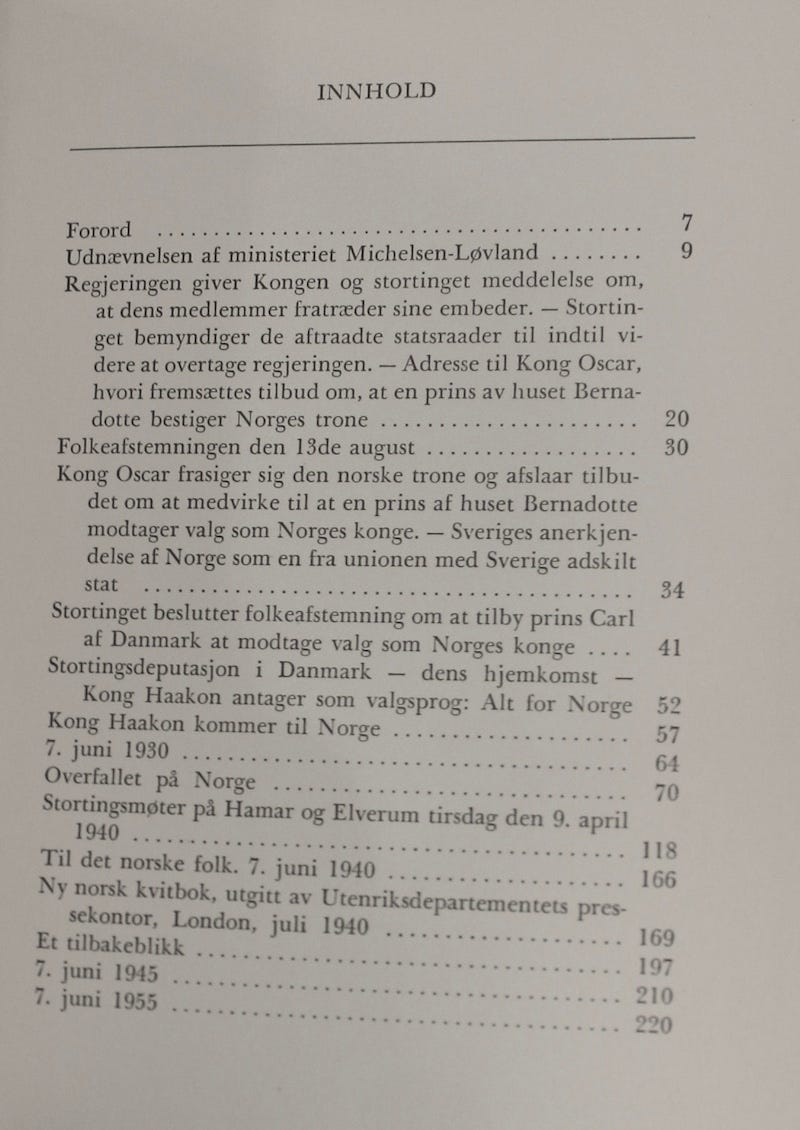 INNHOLD
Forord ........................................ 7
Udnævnelsen af ministeriet Michelsen-Løvland ........ 9
Regjeringen giver Kongen og stortinget meddelelse om,
at dens medlemmer fratræder sine embeder. — Stortin-
get bemyndiger de aftraadte statsraader til indtil vi-
dere at overtage regjeringen. — Adresse til Kong Oscar,
hvori fremsættes tilbud om, at en prins av huset Berna-
dotte bestiger Norges trone ...................... 20
Folkeafstemningen den 13de august .................. 30
Kong Oscar frasiger sig den norske trone og afslaar tilbu-
det om at medvirke til at en prins af huset Bernadotte
modtager valg som Norges konge. — Sveriges anerkjen-
delse af Norge som en fra unionen med Sverige adskilt
stat ........................................ 34
Stortinget beslutter folkeafstemning om at tilby prins Carl
af Danmark at modtage valg som Norges konge .... 41
Stortingsdeputasjon i Danmark — dens hjemkomst —
Kong Haakon antager som valgsprog: Alt for Norge 52
Kong Haakon kommer til Norge .................... 57
7. juni 1930 ...................................... 64
Overfallet på Norge .............................. 70
Stortingsmøter på Hamar og Elverum tirsdag den 9. april
1940 ........................................ 118
Til det norske folk. 7. juni 1940 .................... 166
Ny norsk kvitbok, utgitt av Utenriksdepartementets pres-
sekontor, London, juli 1940 .................... 169
Et tilbakeblikk .................................... 197
7. juni 1945 ...................................... 210
7. juni 1955 ...................................... 220